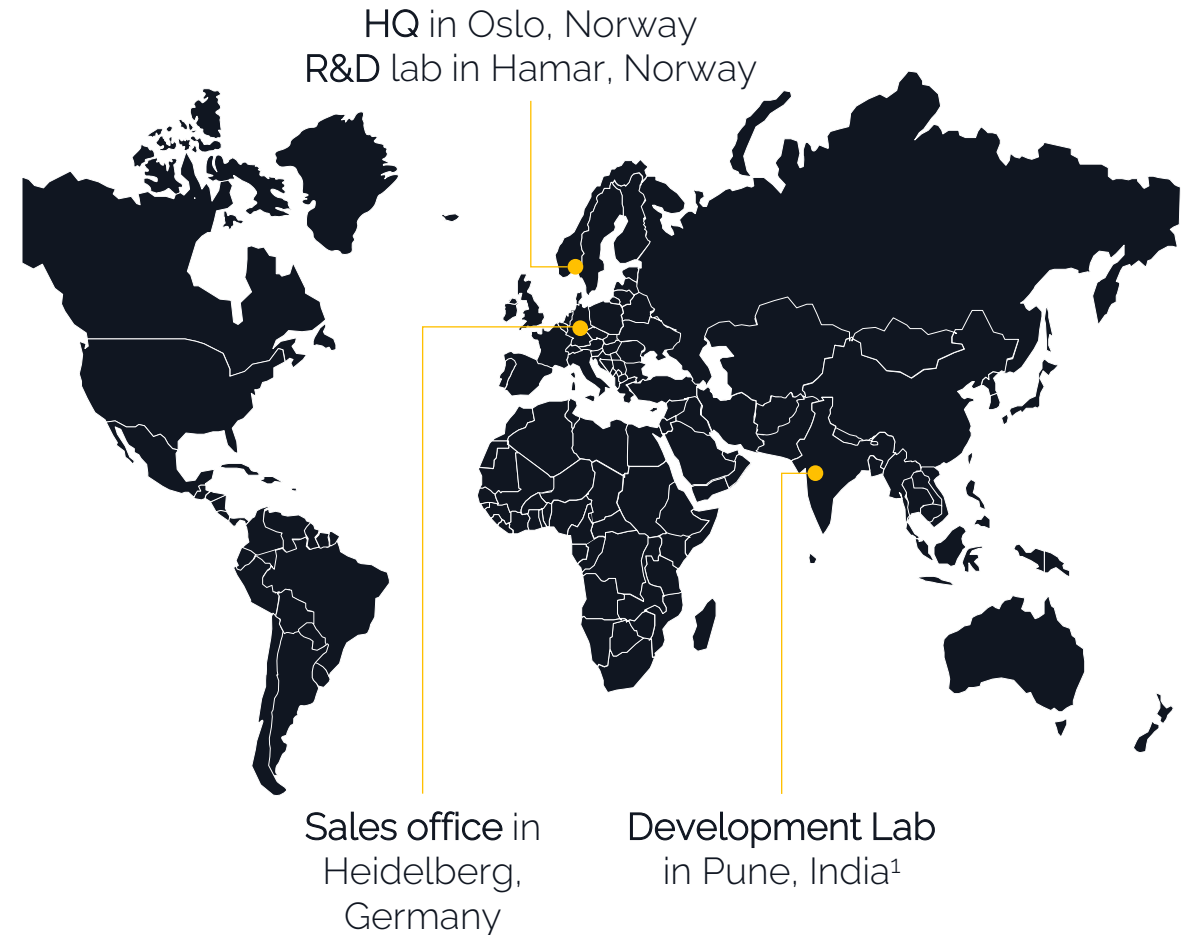 HQ in Oslo, Norway
R&D lab in Hamar, Norway
Sales office in
Heidelberg,
Germany
Development Lab
in Pune, India¹